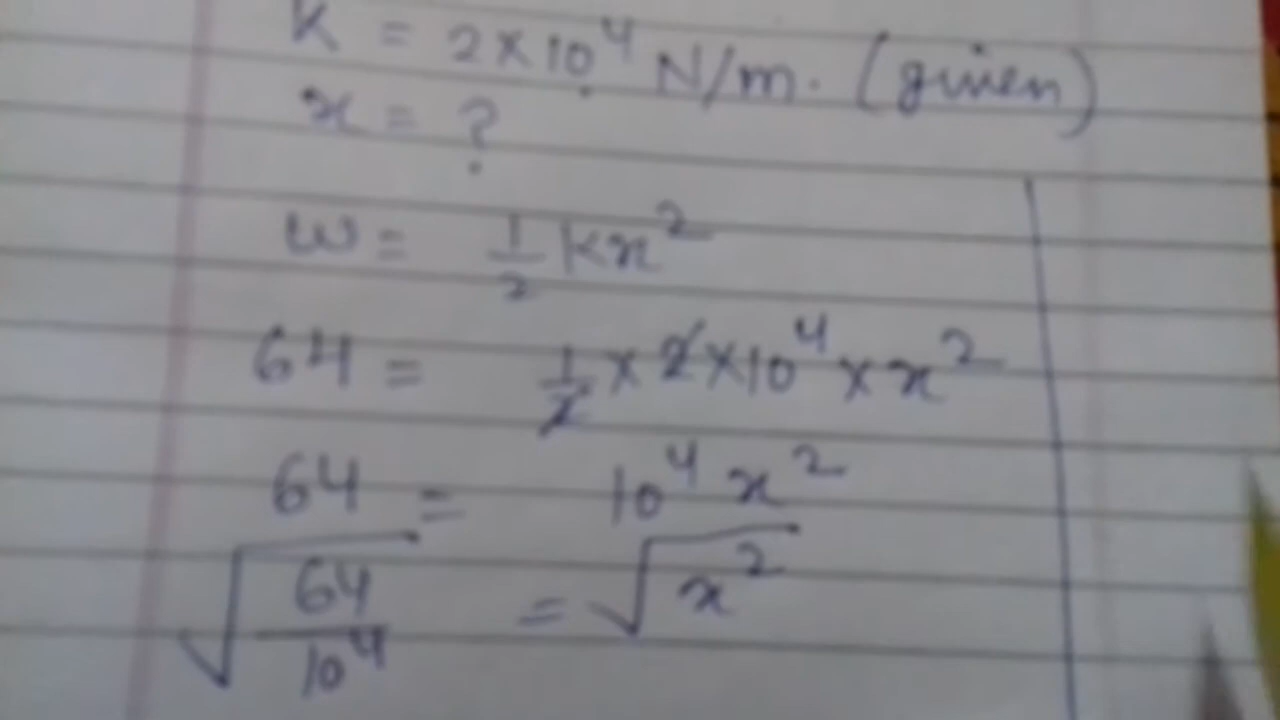 K = 2×10⁴ N/m. (given)
x = ?
w = 1/2 kx²
64 = 1/2 × 2 × 10⁴ × x²
64 = 10⁴ x²
√(64/10⁴) = √x²